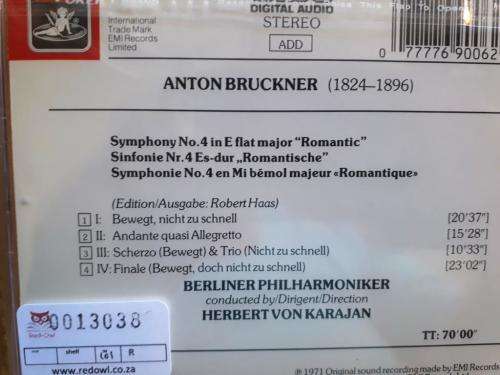 This Flap To Open
International
Trade Mark
EMI Records
Limited
DIGITAL AUDIO
STEREO
ADD
0 77776 90062
ANTON BRUCKNER (1824–1896)
Symphony No. 4 in E flat major “Romantic”
Sinfonie Nr. 4 Es-dur „Romantische”
Symphonie No. 4 en Mi bémol majeur «Romantique»
(Edition/Ausgabe: Robert Haas)
1 I: Bewegt, nicht zu schnell [20'37"]
2 II: Andante quasi Allegretto [15'28"]
3 III: Scherzo (Bewegt) & Trio (Nicht zu schnell) [10'33"]
4 IV: Finale (Bewegt, doch nicht zu schnell) [23'02"]
BERLINER PHILHARMONIKER
conducted by/Dirigent/Direction
HERBERT VON KARAJAN
TT: 70'00"
0013038
shelf R
www.redowl.co.za
℗ 1971 Original sound recording made by EMI Records